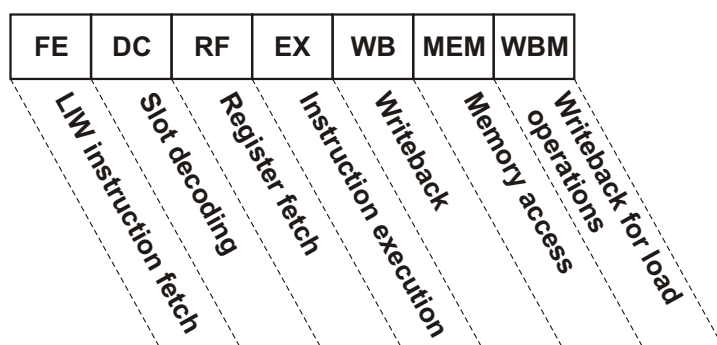 FE DC RF EX WB MEM WBM
LIW instruction fetch
Slot decoding
Register fetch
Instruction execution
Writeback
Memory access
Writeback for load
operations